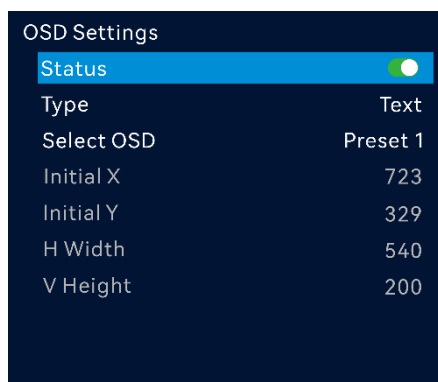 OSD Settings
Status
Type Text
Select OSD Preset 1
Initial X 723
Initial Y 329
H Width 540
V Height 200